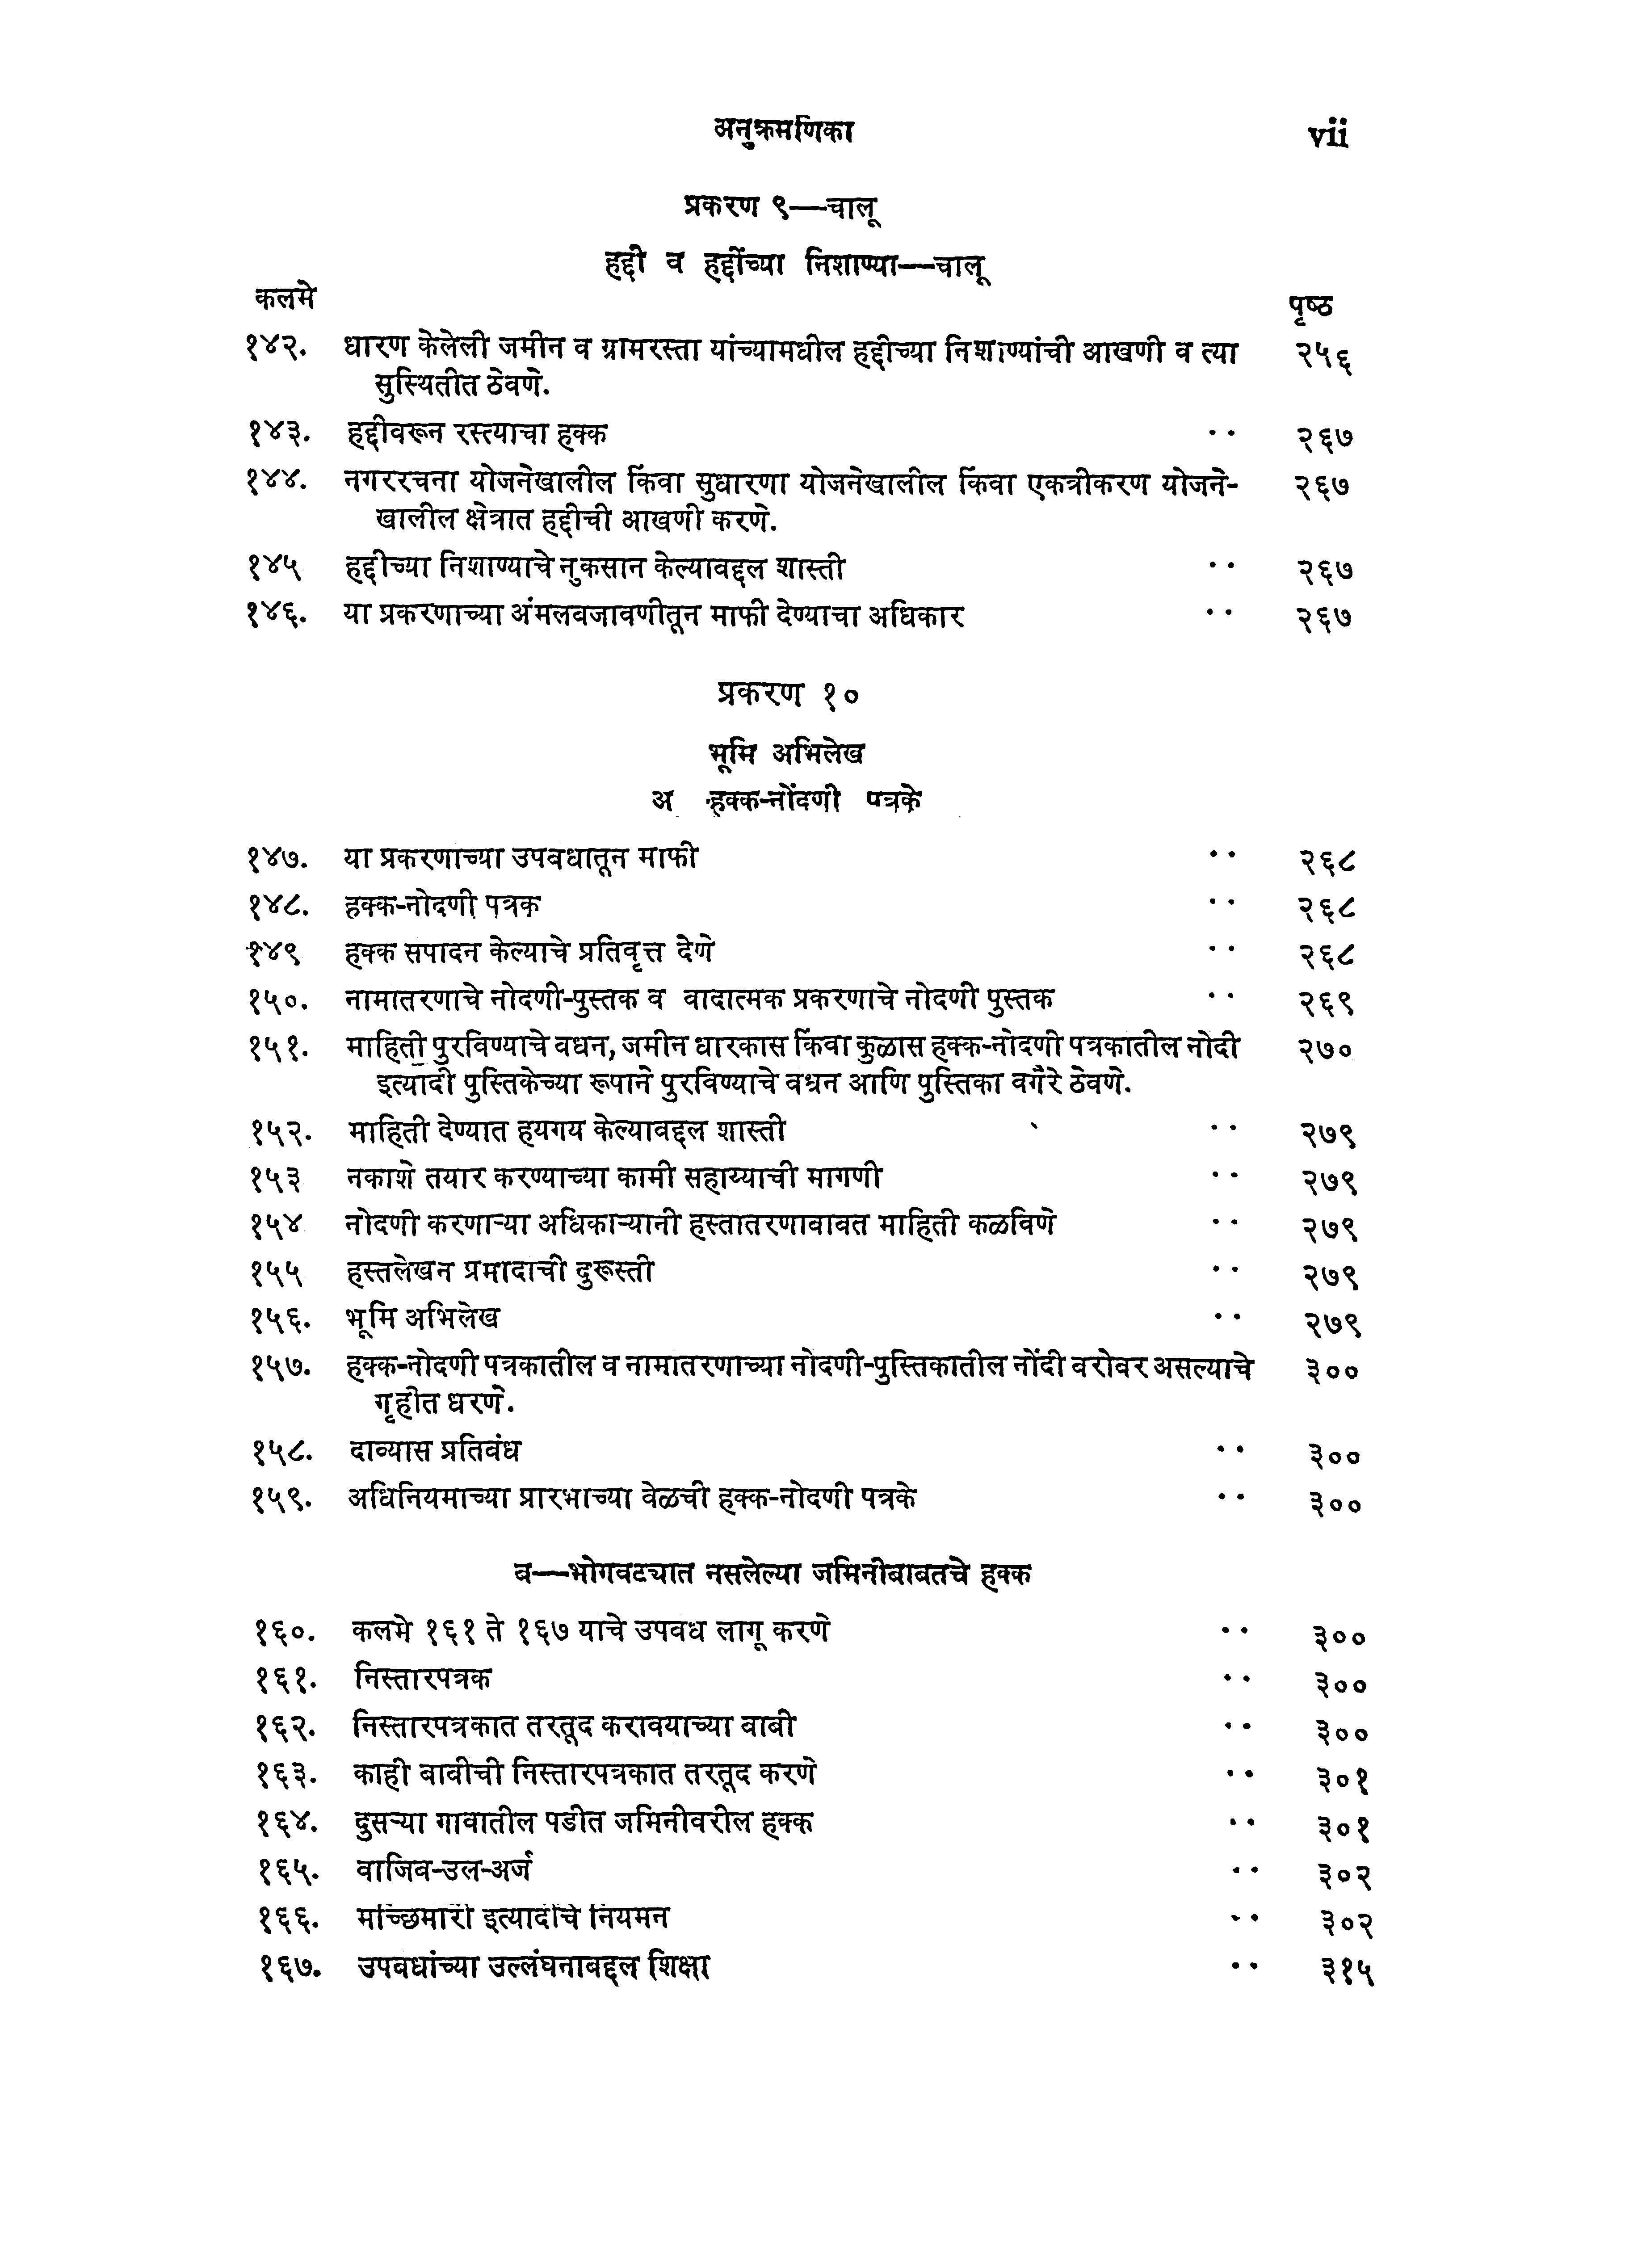 अनुक्रमणिका vii
प्रकरण ९—चालू
हद्दी व हद्दींच्या निशाण्या—चालू
कलमे पृष्ठ
१४२. धारण केलेली जमीन व ग्रामरस्ता यांच्यामधील हद्दीच्या निशाण्यांची आखणी व त्या २५६
सुस्थितीत ठेवणे.
१४३. हद्दीवरून रस्त्याचा हक्क .. २६७
१४४. नगररचना योजनेखालील किंवा सुधारणा योजनेखालील किंवा एकत्रीकरण योजने- २६७
खालील क्षेत्रात हद्दीची आखणी करणे.
१४५ हद्दीच्या निशाण्याचे नुकसान केल्यावद्दल शास्ती .. २६७
१४६. या प्रकरणाच्या अंमलवजावणीतून माफी देण्याचा अधिकार .. २६७
प्रकरण १०
भूमि अभिलेख
अ हक्क-नोंदणी पत्रके
१४७. या प्रकरणाच्या उपवधातून माफी .. २६८
१४८. हक्क-नोदणी पत्रक .. २६८
१४९ हक्क सपादन केल्याचे प्रतिवृत्त देणे .. २६८
१५०. नामातरणाचे नोदणी-पुस्तक व वादात्मक प्रकरणाचे नोदणी पुस्तक .. २६९
१५१. माहिती पुरविण्याचे वधन, जमीन धारकास किंवा कुळास हक्क-नोदणी पत्रकातील नोदी २७०
इत्यादी पुस्तिकेच्या रूपाने पुरविण्याचे वधन आणि पुस्तिका वगैरे ठेवणे.
१५२. माहिती देण्यात हयगय केल्यावद्दल शास्ती .. २७९
१५३ नकाशे तयार करण्याच्या कामी सहाय्याची मागणी .. २७९
१५४ नोदणी करणाऱ्या अधिकाऱ्यानी हस्तातरणावावत माहिती कळविणे .. २७९
१५५ हस्तलेखन प्रमादाची दुरूस्ती .. २७९
१५६. भूमि अभिलेख .. २७९
१५७. हक्क-नोदणी पत्रकातील व नामातरणाच्या नोदणी-पुस्तिकातील नोंदी वरोवर असल्याचे ३००
गृहीत धरणे.
१५८. दाव्यास प्रतिवंध .. ३००
१५९. अधिनियमाच्या प्रारभाच्या वेळची हक्क-नोदणी पत्रके .. ३००
व—भोगवट्यात नसलेल्या जमिनीबाबतचे हक्क
१६०. कलमे १६१ ते १६७ याचे उपवध लागू करणे .. ३००
१६१. निस्तारपत्रक .. ३००
१६२. निस्तारपत्रकात तरतूद करावयाच्या वावी .. ३००
१६३. काही बावीची निस्तारपत्रकात तरतूद करणे .. ३०१
१६४. दुसऱ्या गावातील पडीत जमिनीवरील हक्क .. ३०१
१६५. वाजिव-उल-अर्ज .. ३०२
१६६. मच्छिमारी इत्यादीचे नियमन .. ३०२
१६७. उपवधांच्या उल्लंघनाबद्दल शिक्षा .. ३१५